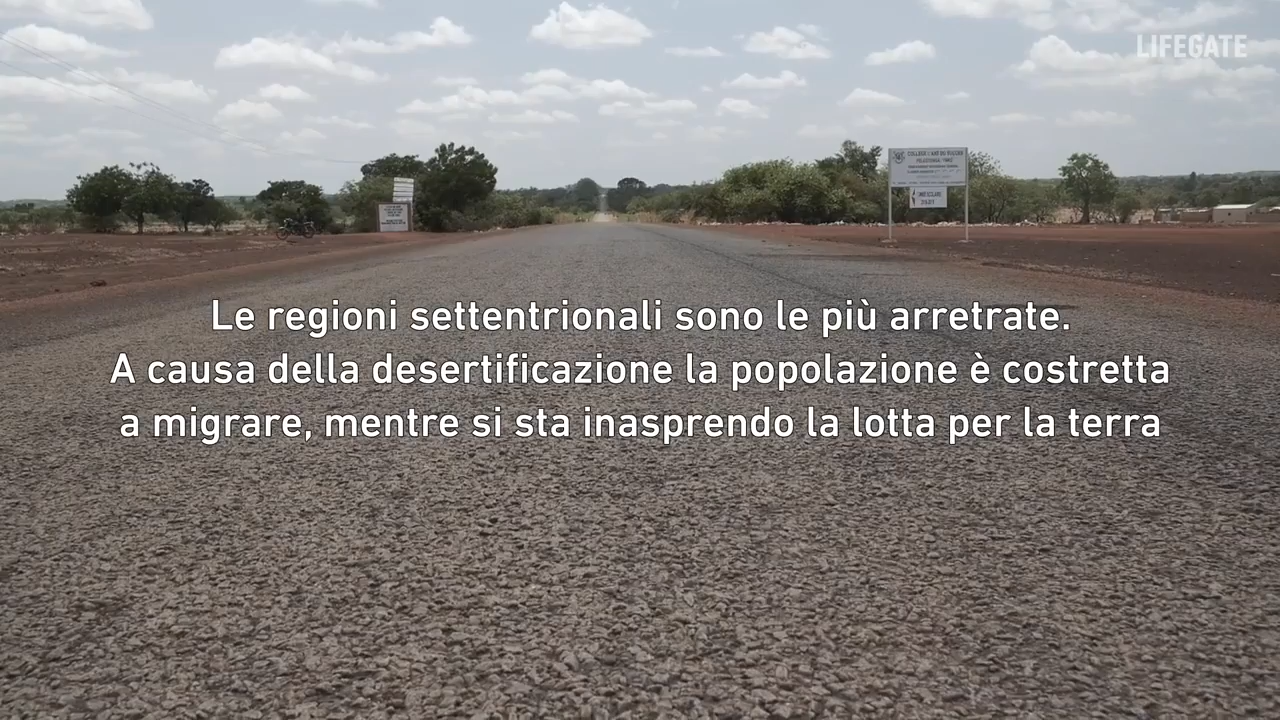 LIFEGATE
Le regioni settentrionali sono le più arretrate.
A causa della desertificazione la popolazione è costretta
a migrare, mentre si sta inasprendo la lotta per la terra